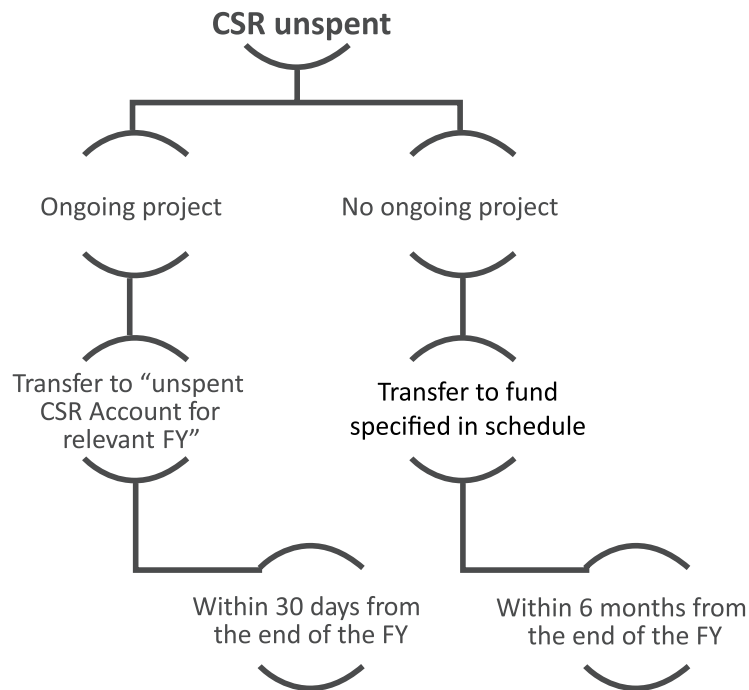 CSR unspent
Ongoing project
No ongoing project
Transfer to “unspent
CSR Account for
relevant FY”
Transfer to fund
specified in schedule
Within 30 days from
the end of the FY
Within 6 months from
the end of the FY